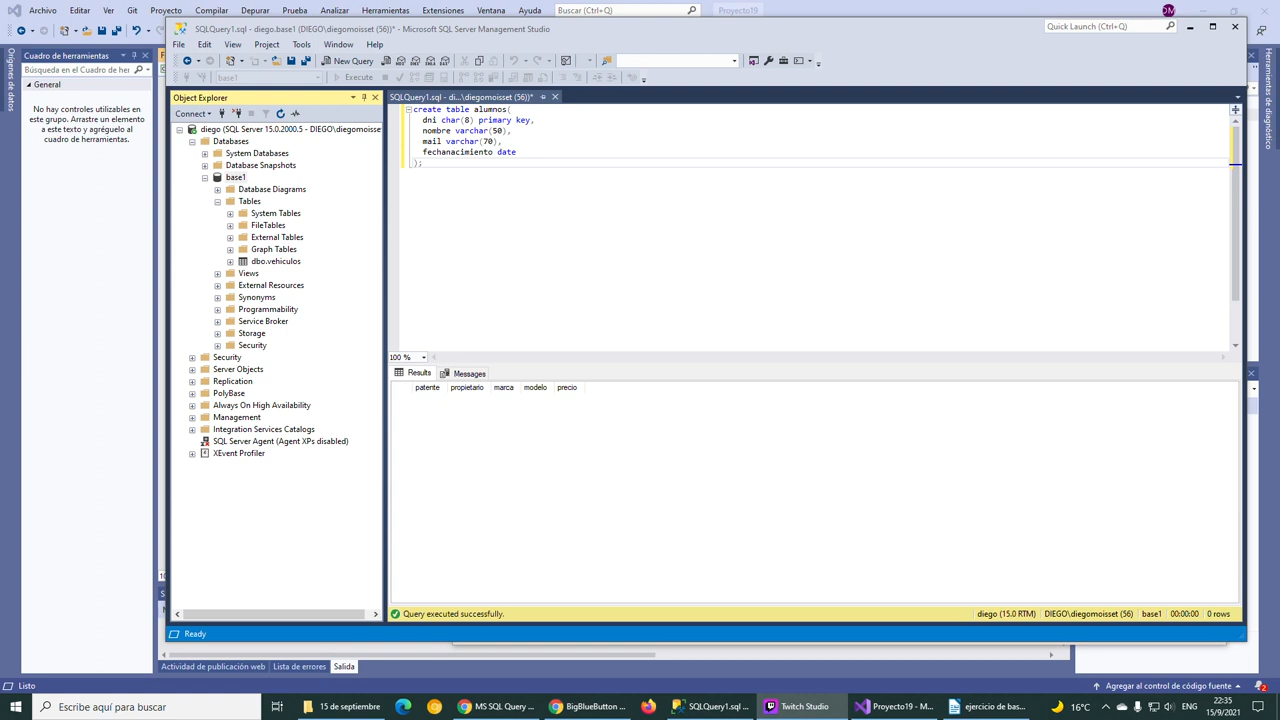 Archivo Editar Ver Git Proyecto Compilar Depurar Prueba Analizar Herramientas Extensiones Ventana Ayuda Buscar (Ctrl+Q) Proyecto19 DM
SQLQuery1.sql - diego.base1 (DIEGO\diegomoisset (56))* - Microsoft SQL Server Management Studio
Quick Launch (Ctrl+Q)
File Edit View Project Tools Window Help
New Query
base1 Execute
Orígenes de datos
Cuadro de herramientas
Búsqueda en el Cuadro de her
General
No hay controles utilizables en
este grupo. Arrastre un elemento
a este texto y agréguelo al
cuadro de herramientas.
Herramientas de diagnóstico
Object Explorer
Connect
diego (SQL Server 15.0.2000.5 - DIEGO\diegomoisset
Databases
System Databases
Database Snapshots
base1
Database Diagrams
Tables
System Tables
FileTables
External Tables
Graph Tables
dbo.vehiculos
Views
External Resources
Synonyms
Programmability
Service Broker
Storage
Security
Security
Server Objects
Replication
PolyBase
Always On High Availability
Management
Integration Services Catalogs
SQL Server Agent (Agent XPs disabled)
XEvent Profiler
SQLQuery1.sql - di...\diegomoisset (56))*
create table alumnos(
dni char(8) primary key,
nombre varchar(50),
mail varchar(70),
fechanacimiento date
);
100 %
Results Messages
patente propietario marca modelo precio
Query executed successfully.
diego (15.0 RTM) DIEGO\diegomoisset (56) base1 00:00:00 0 rows
Ready
Actividad de publicación web Lista de errores Salida
Listo
Agregar al control de código fuente 2
Escribe aquí para buscar
15 de septiembre
MS SQL Query ...
BigBlueButton ...
SQLQuery1.sql ...
Twitch Studio
Proyecto19 - M...
ejercicio de bas...
16°C
22:35
15/9/2021